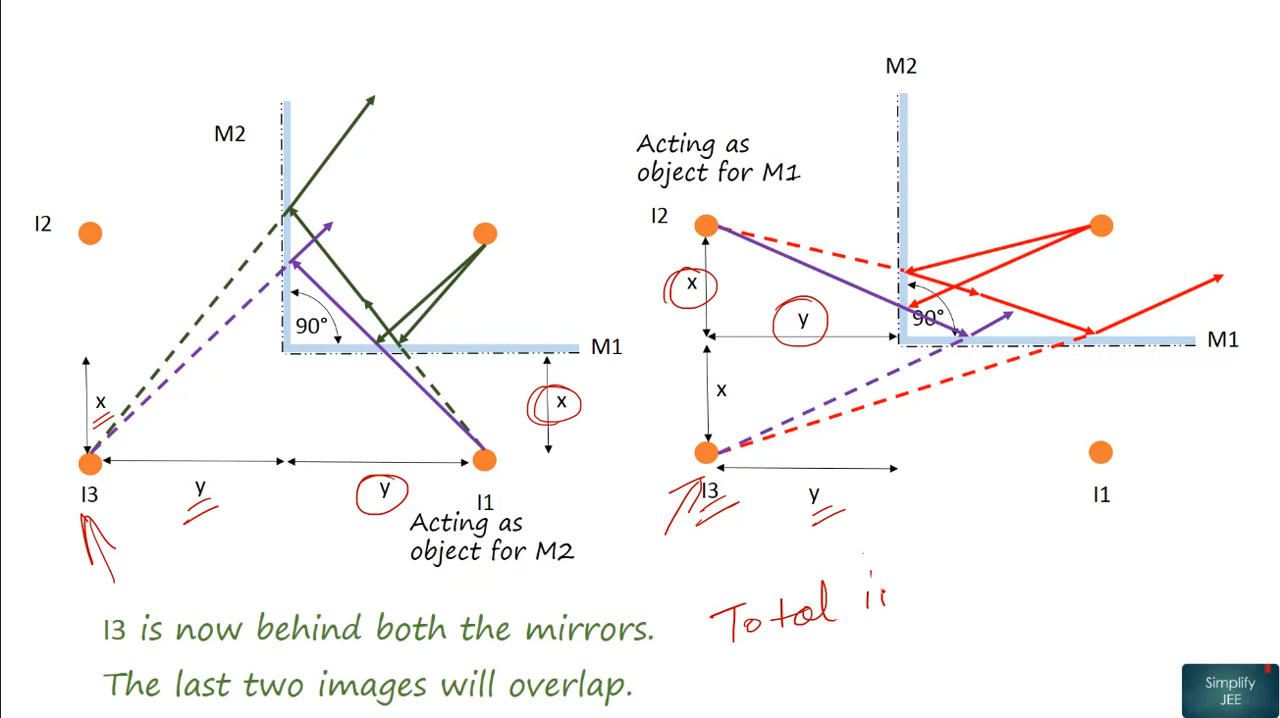 M2
I2
90°
M1
x
x
y
y
I3
I1
Acting as
object for M2
M2
Acting as
object for M1
I2
x
y
90°
M1
x
I3
y
I1
I3 is now behind both the mirrors.
The last two images will overlap.
Total
Simplify
JEE